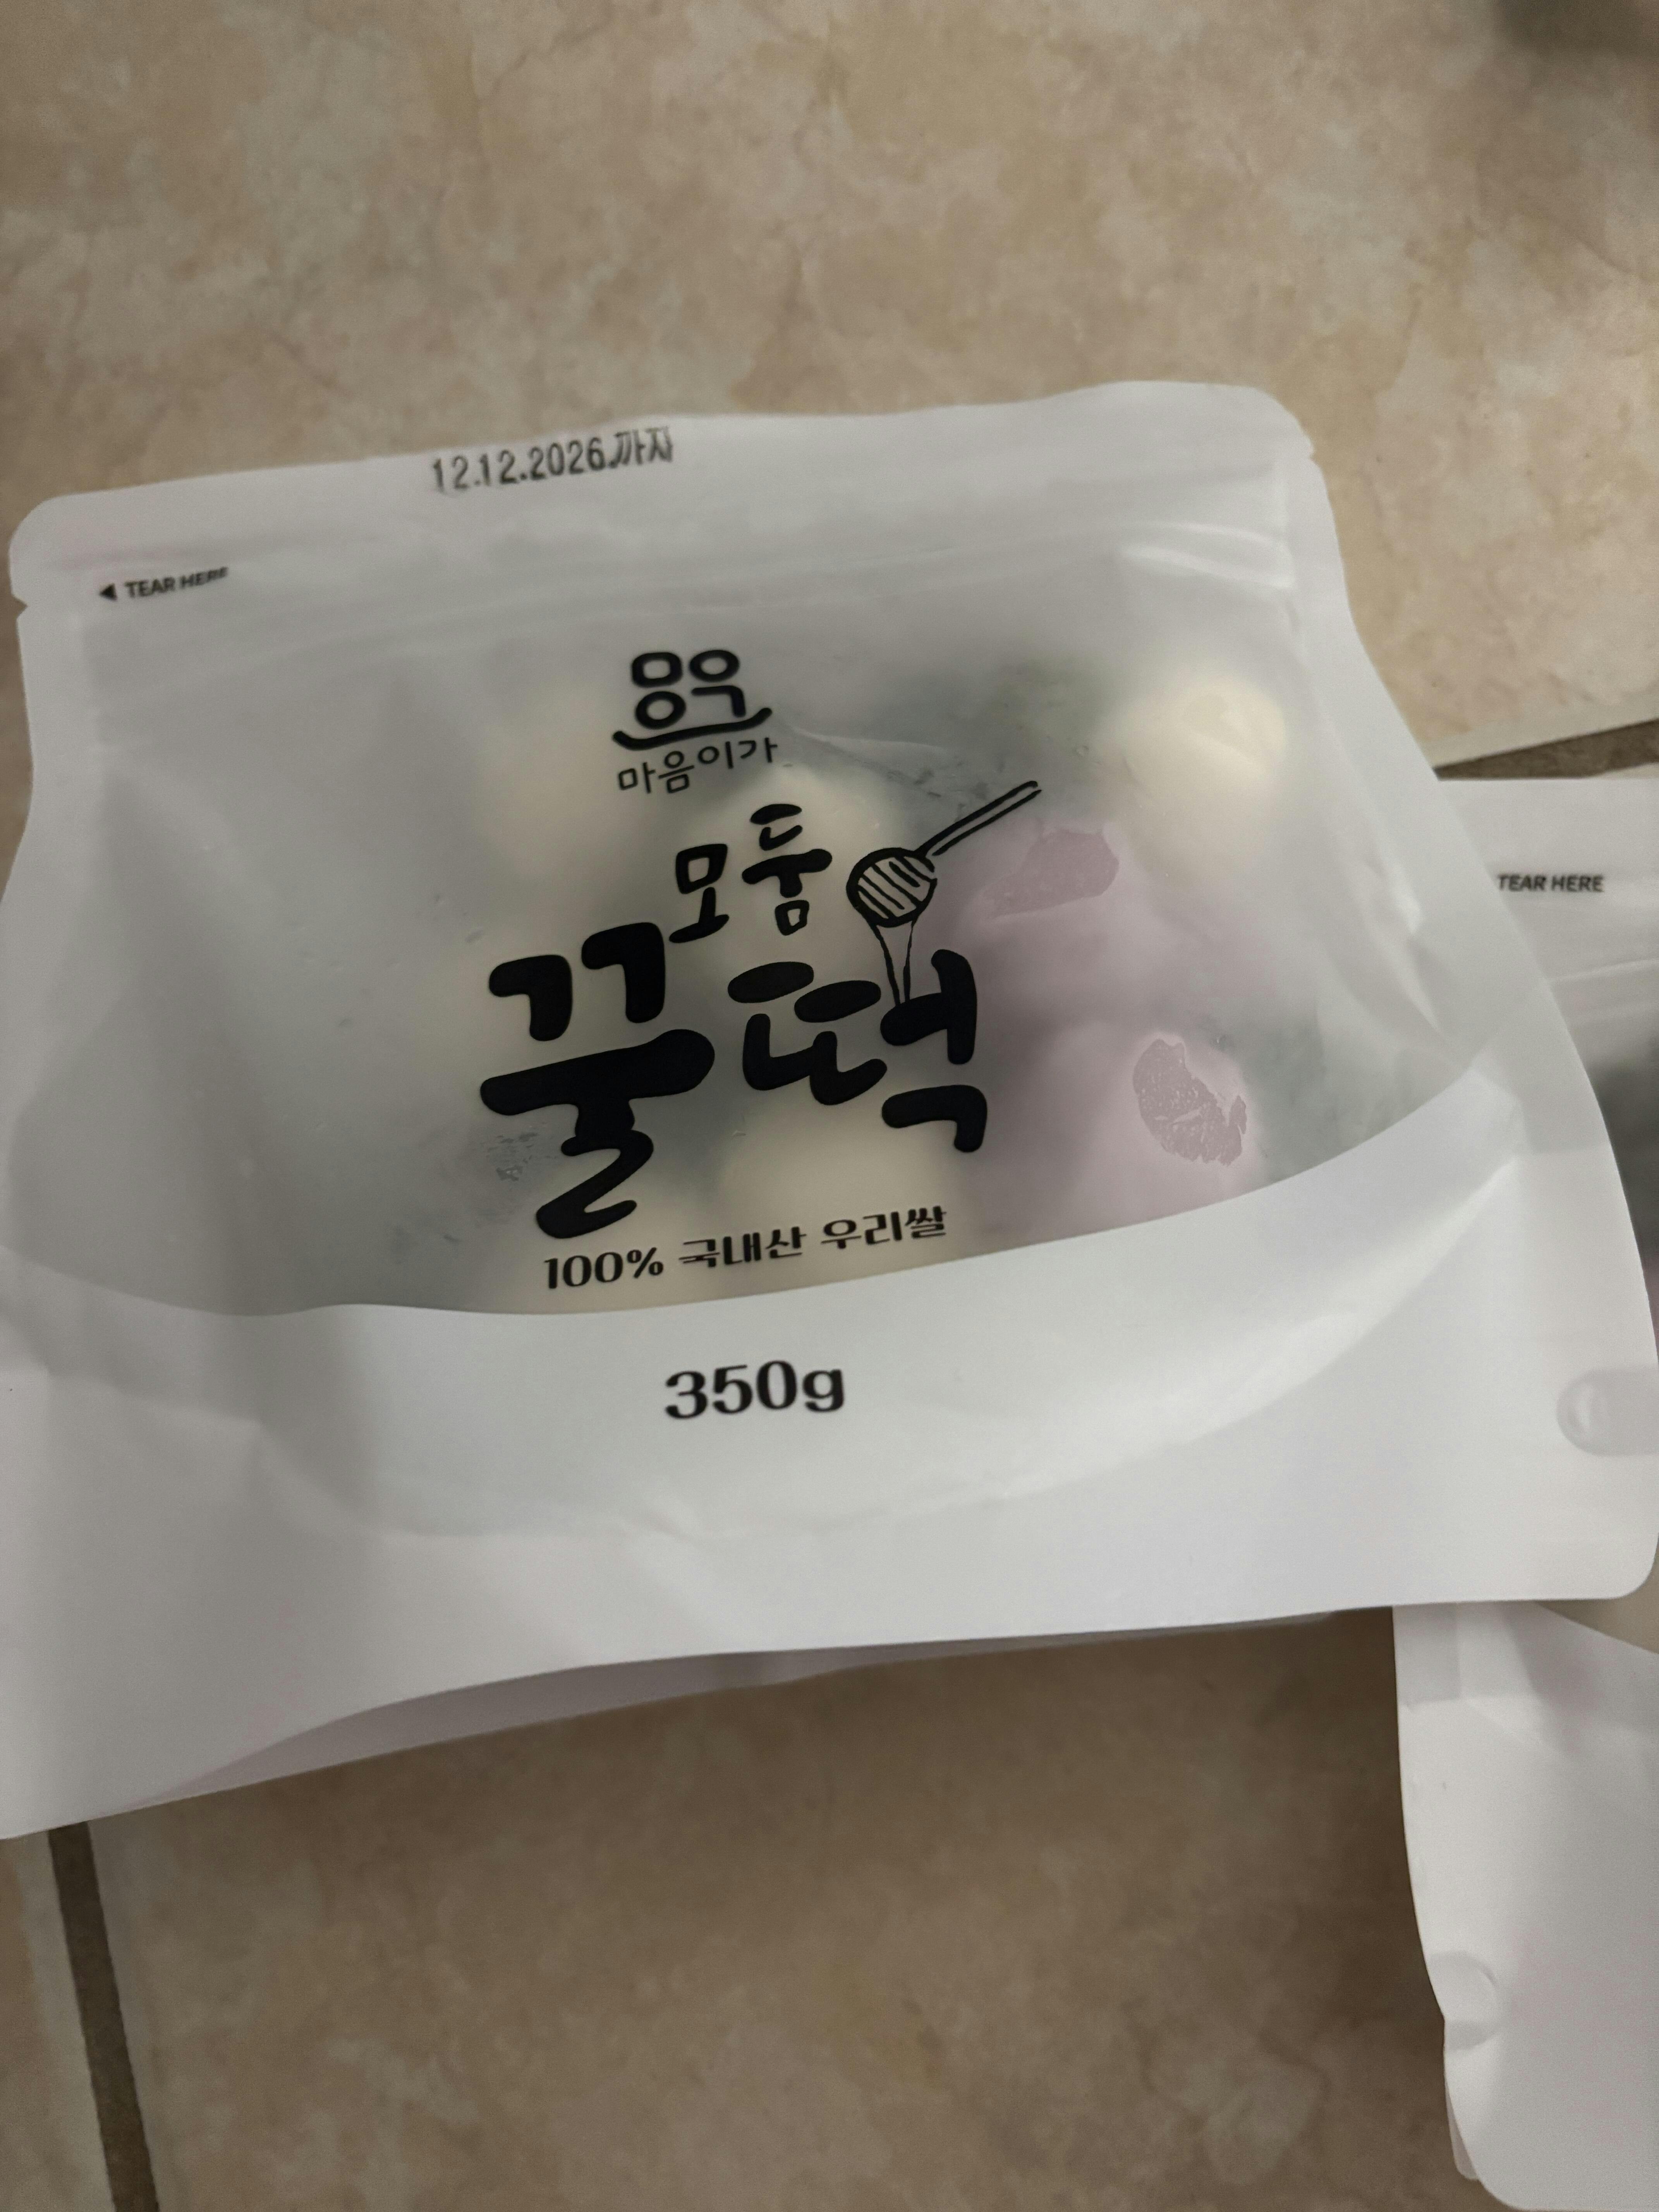 12.12.2026.까지
◀ TEAR HERE
TEAR HERE
마음이가
모듬
꿀떡
100% 국내산 우리쌀
350g